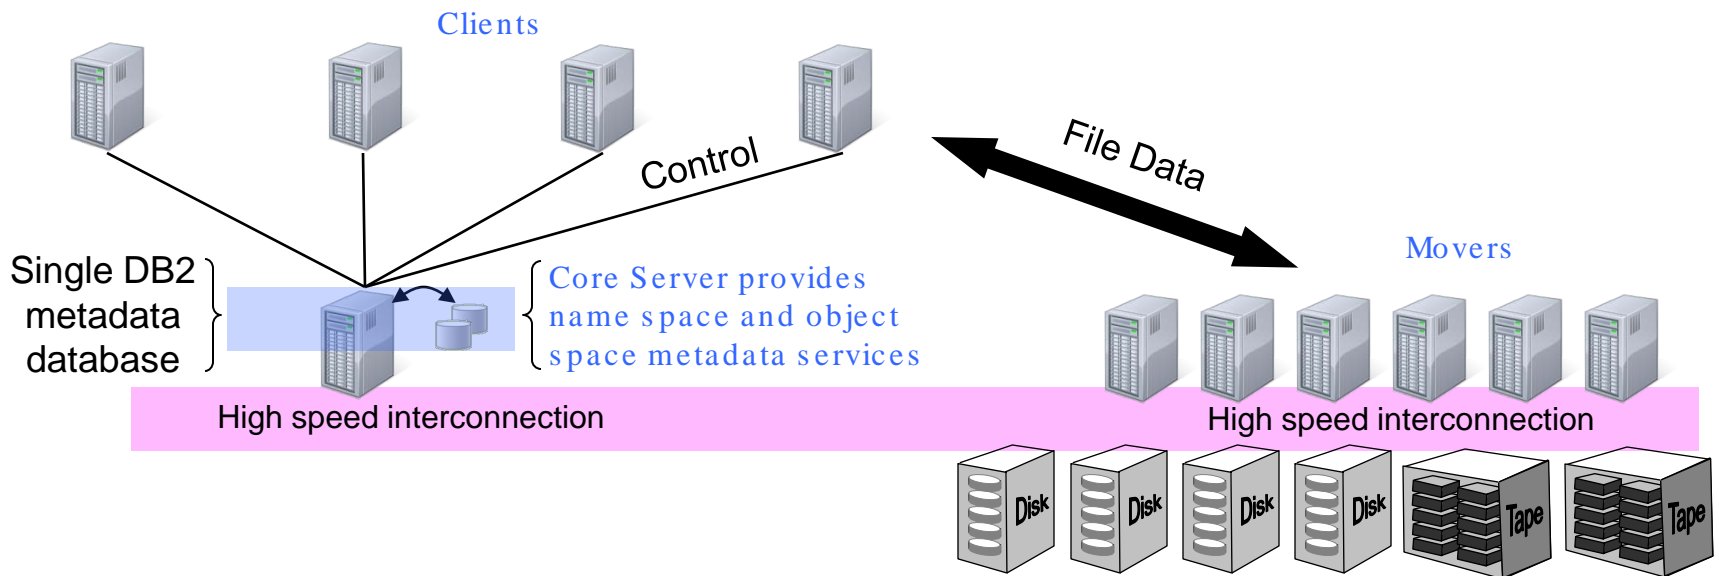 Clients
Control
File Data
Movers
Single DB2
metadata
database
Core Server provides
name space and object
space metadata services
High speed interconnection
High speed interconnection
Disk
Disk
Disk
Disk
Tape
Tape